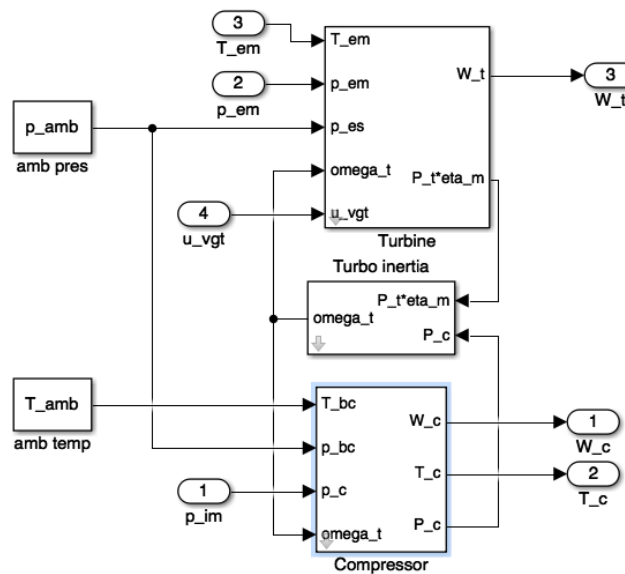 3
T_em
2
p_em
p_amb
amb pres
4
u_vgt
T_em
p_em
p_es
omega_t
u_vgt
W_t
P_t*eta_m
Turbine
3
W_t
Turbo inertia
P_t*eta_m
omega_t
P_c
T_amb
amb temp
1
p_im
T_bc
p_bc
p_c
omega_t
W_c
T_c
P_c
Compressor
1
W_c
2
T_c